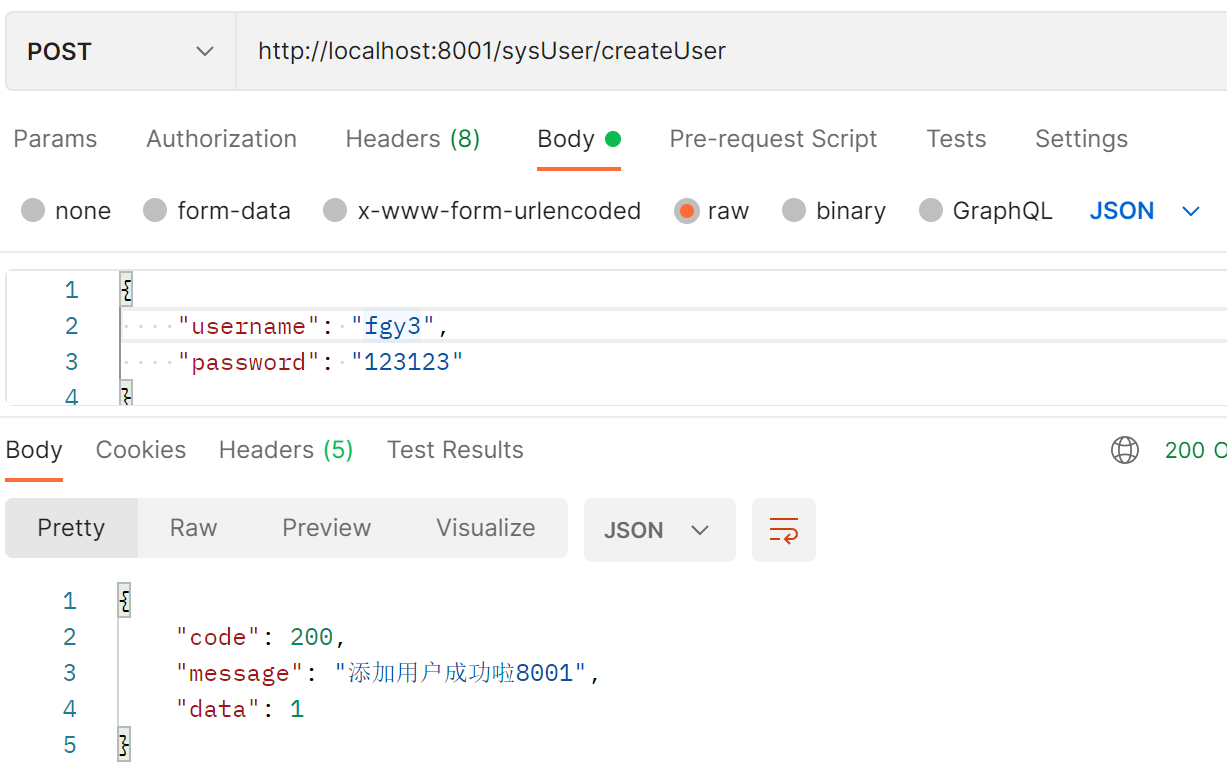 POST http://localhost:8001/sysUser/createUser
Params Authorization Headers (8) Body Pre-request Script Tests Settings
none form-data x-www-form-urlencoded raw binary GraphQL JSON
1 {
2 "username": "fgy3",
3 "password": "123123"
4 }
Body Cookies Headers (5) Test Results 200 O
Pretty Raw Preview Visualize JSON
1 {
2 "code": 200,
3 "message": "添加用户成功啦8001",
4 "data": 1
5 }